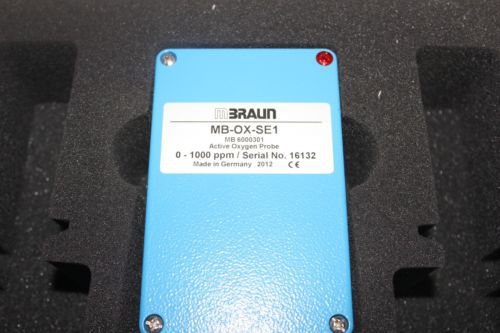 mBRAUN
MB-OX-SE1
MB 6000301
Active Oxygen Probe
0 - 1000 ppm / Serial No. 16132
Made in Germany 2012 CE